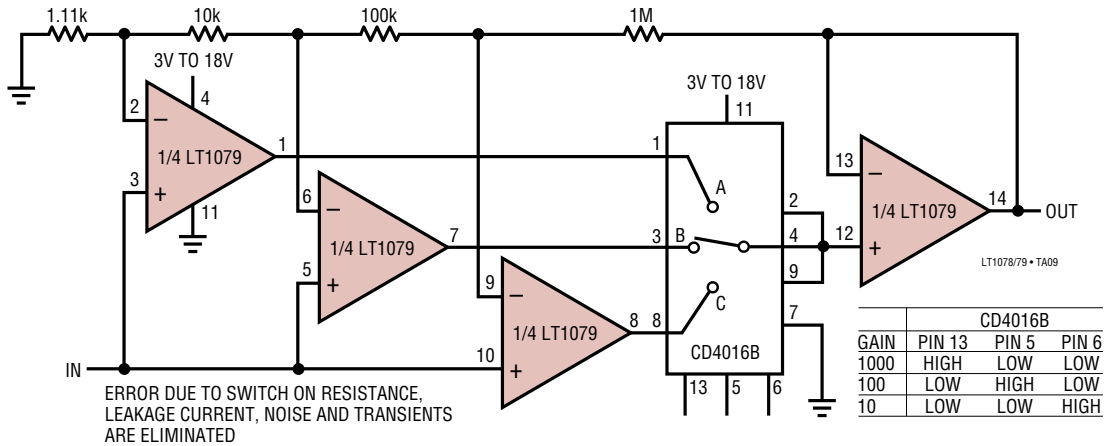 1.11k 10k 100k 1M
3V TO 18V
3V TO 18V
4
11
2
−
1/4 LT1079
1
3
+
11
1
A
13
−
1/4 LT1079
14
OUT
6
−
1/4 LT1079
7
3
B
2
4
12
+
5
+
LT1078/79 • TA09
9
−
1/4 LT1079
8
8
C
9
7
10
+
CD4016B
IN
13
5
6
ERROR DUE TO SWITCH ON RESISTANCE,
LEAKAGE CURRENT, NOISE AND TRANSIENTS
ARE ELIMINATED
CD4016B
GAIN PIN 13 PIN 5 PIN 6
1000 HIGH LOW LOW
100 LOW HIGH LOW
10 LOW LOW HIGH